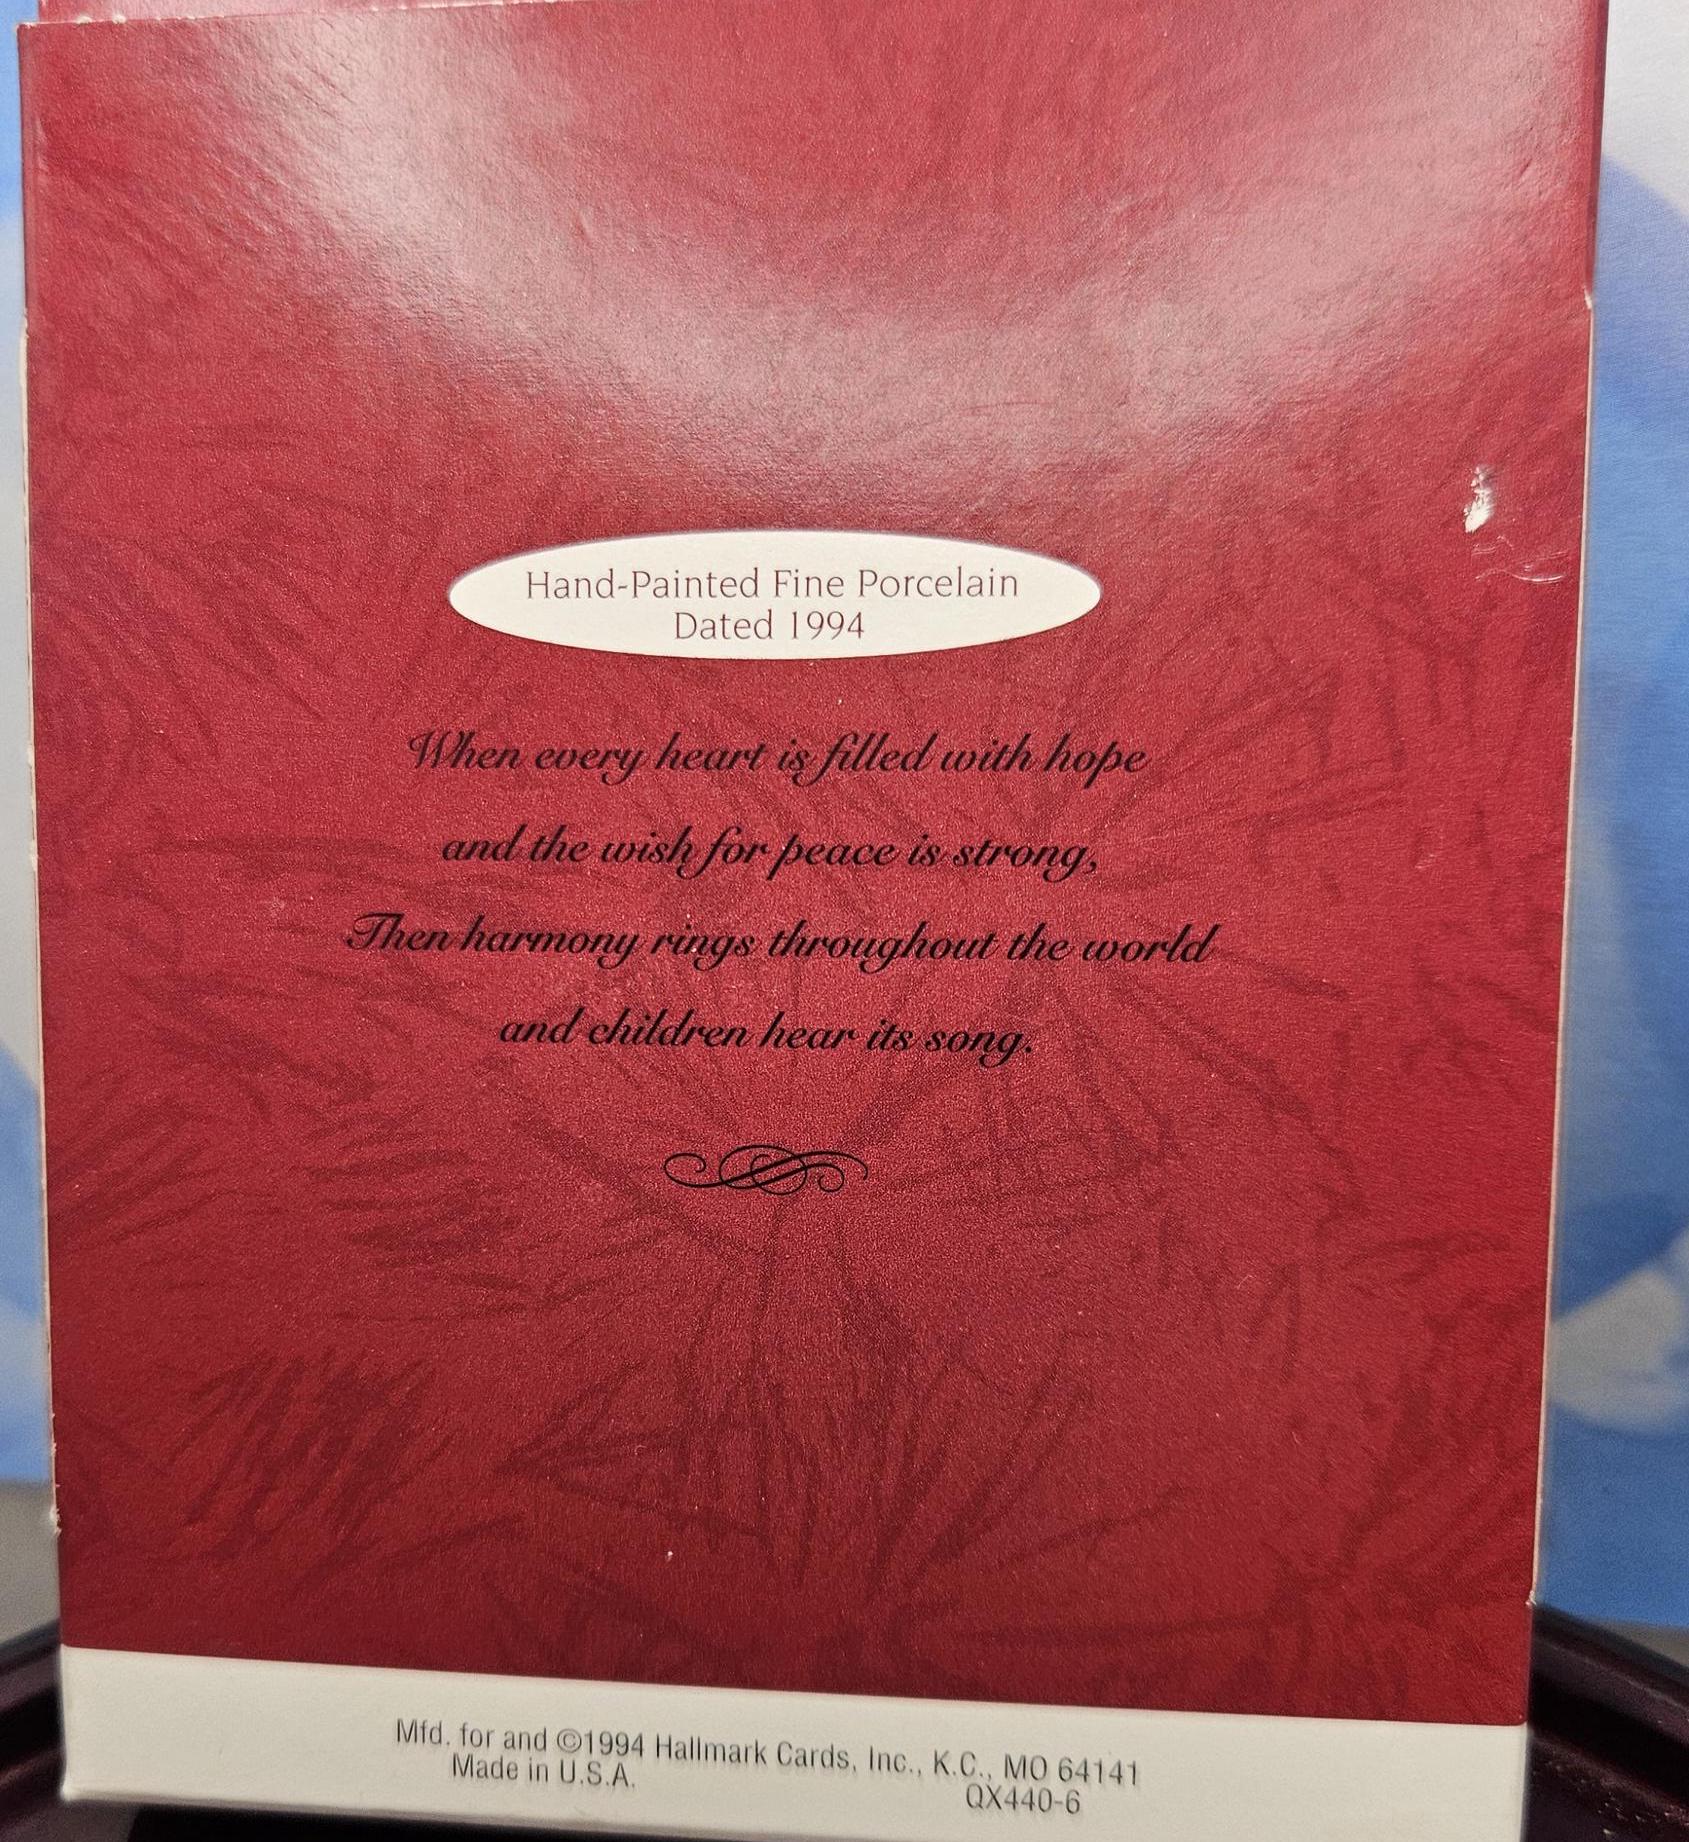 Hand-Painted Fine Porcelain
Dated 1994
When every heart is filled with hope
and the wish for peace is strong,
Then harmony rings throughout the world
and children hear its song.
Mfd. for and ©1994 Hallmark Cards, Inc., K.C., MO 64141
Made in U.S.A. QX440-6